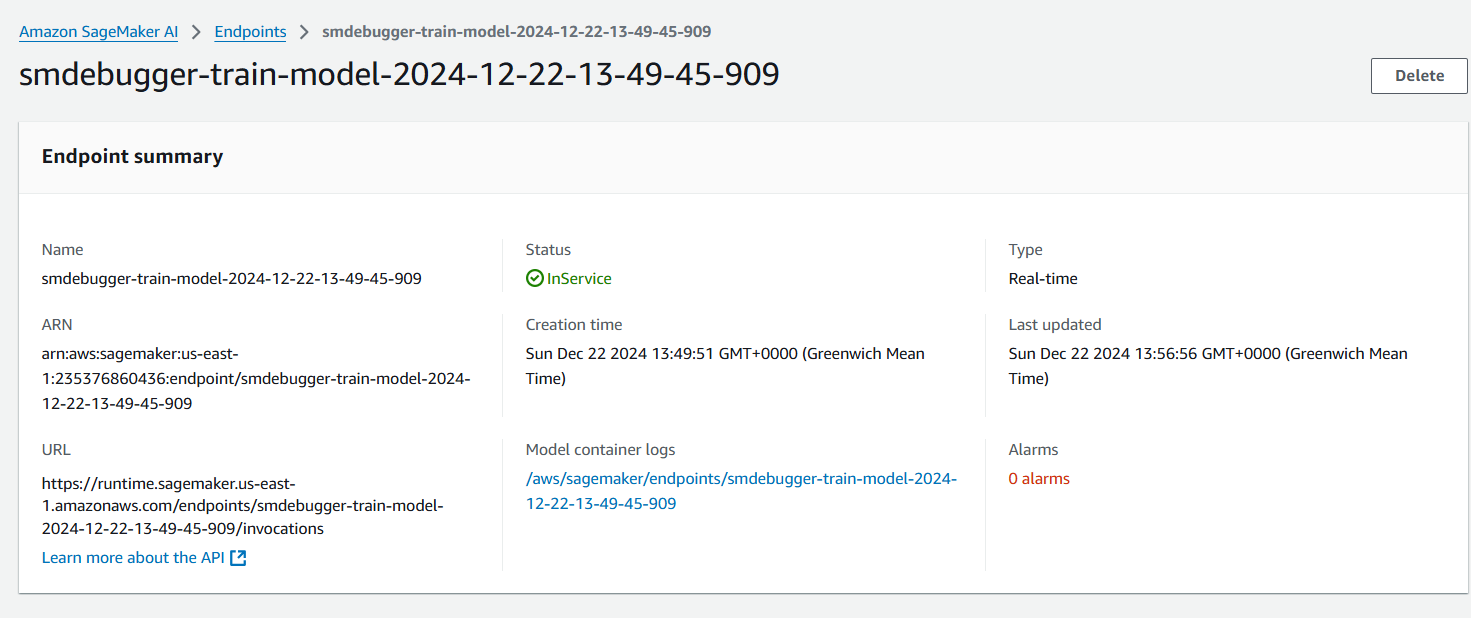 Amazon SageMaker AI > Endpoints > smdebugger-train-model-2024-12-22-13-49-45-909
smdebugger-train-model-2024-12-22-13-49-45-909
Delete
Endpoint summary
Name
smdebugger-train-model-2024-12-22-13-49-45-909
Status
InService
Type
Real-time
ARN
arn:aws:sagemaker:us-east-
1:235376860436:endpoint/smdebugger-train-model-2024-
12-22-13-49-45-909
Creation time
Sun Dec 22 2024 13:49:51 GMT+0000 (Greenwich Mean
Time)
Last updated
Sun Dec 22 2024 13:56:56 GMT+0000 (Greenwich Mean
Time)
URL
https://runtime.sagemaker.us-east-
1.amazonaws.com/endpoints/smdebugger-train-model-
2024-12-22-13-49-45-909/invocations
Learn more about the API
Model container logs
/aws/sagemaker/endpoints/smdebugger-train-model-2024-
12-22-13-49-45-909
Alarms
0 alarms